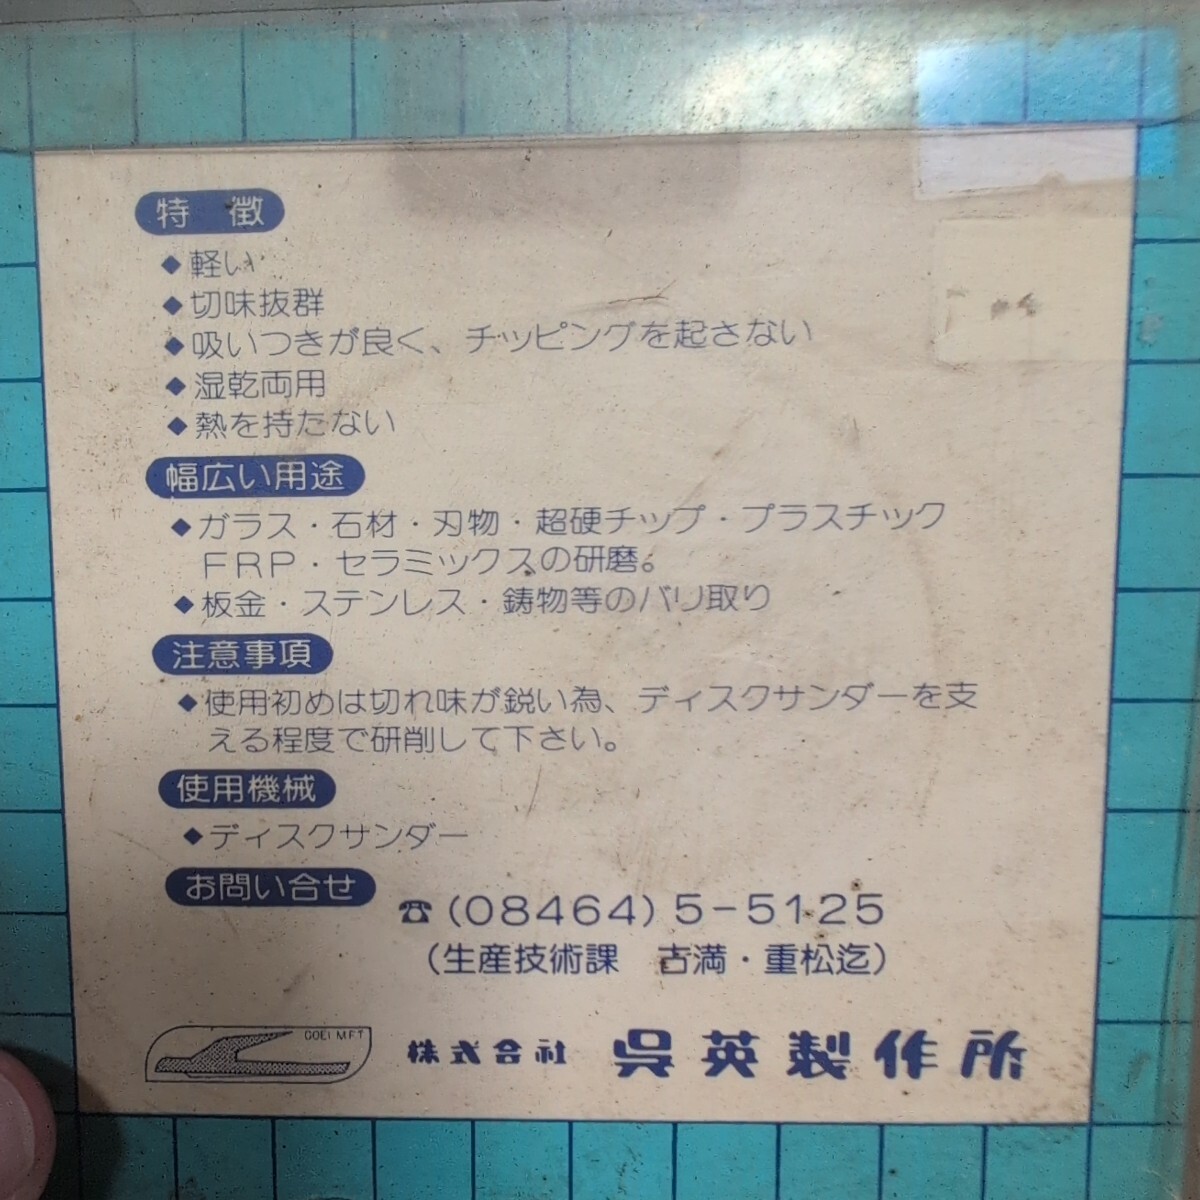 特 徴
◆軽い
◆切味抜群
◆吸いつきが良く、チッピングを起さない
◆湿乾両用
◆熱を持たない
幅広い用途
◆ガラス・石材・刃物・超硬チップ・プラスチック
FRP・セラミックスの研磨。
◆板金・ステンレス・鋳物等のバリ取り
注意事項
◆使用初めは切れ味が鋭い為、ディスクサンダーを支
える程度で研削して下さい。
使用機械
◆ディスクサンダー
お問い合せ
☎(08464)5-5125
(生産技術課 古満・重松迄)
GOEI M.F.T
株式会社 呉英製作所